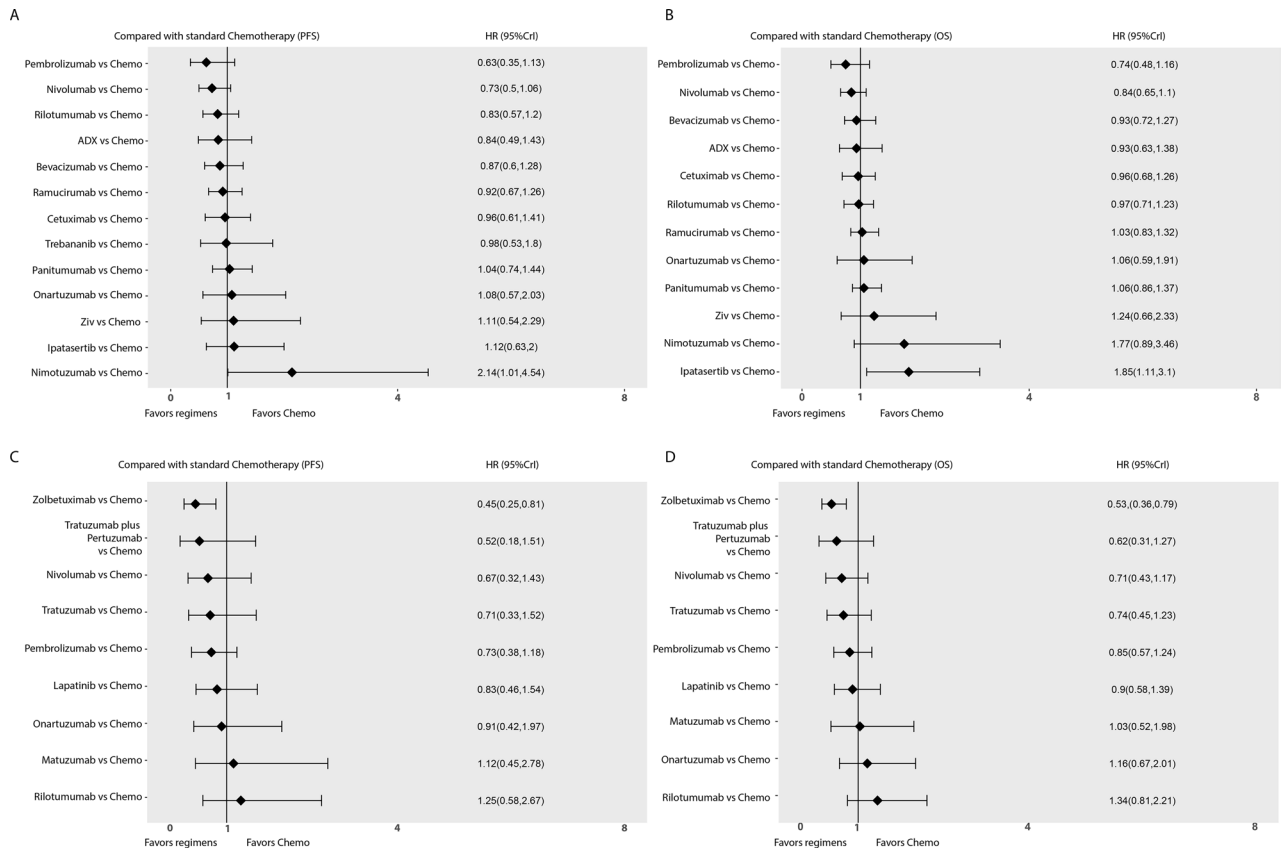 A
Compared with standard Chemotherapy (PFS) HR (95%CrI)
Pembrolizumab vs Chemo 0.63(0.35,1.13)
Nivolumab vs Chemo 0.73(0.5,1.06)
Rilotumumab vs Chemo 0.83(0.57,1.2)
ADX vs Chemo 0.84(0.49,1.43)
Bevacizumab vs Chemo 0.87(0.6,1.28)
Ramucirumab vs Chemo 0.92(0.67,1.26)
Cetuximab vs Chemo 0.96(0.61,1.41)
Trebananib vs Chemo 0.98(0.53,1.8)
Panitumumab vs Chemo 1.04(0.74,1.44)
Onartuzumab vs Chemo 1.08(0.57,2.03)
Ziv vs Chemo 1.11(0.54,2.29)
Ipatasertib vs Chemo 1.12(0.63,2)
Nimotuzumab vs Chemo 2.14(1.01,4.54)
0 1 4 8
Favors regimens Favors Chemo
B
Compared with standard Chemotherapy (OS) HR (95%CrI)
Pembrolizumab vs Chemo 0.74(0.48,1.16)
Nivolumab vs Chemo 0.84(0.65,1.1)
Bevacizumab vs Chemo 0.93(0.72,1.27)
ADX vs Chemo 0.93(0.63,1.38)
Cetuximab vs Chemo 0.96(0.68,1.26)
Rilotumumab vs Chemo 0.97(0.71,1.23)
Ramucirumab vs Chemo 1.03(0.83,1.32)
Onartuzumab vs Chemo 1.06(0.59,1.91)
Panitumumab vs Chemo 1.06(0.86,1.37)
Ziv vs Chemo 1.24(0.66,2.33)
Nimotuzumab vs Chemo 1.77(0.89,3.46)
Ipatasertib vs Chemo 1.85(1.11,3.1)
0 1 4 8
Favors regimens Favors Chemo
C
Compared with standard Chemotherapy (PFS) HR (95%CrI)
Zolbetuximab vs Chemo 0.45(0.25,0.81)
Tratuzumab plus
Pertuzumab 0.52(0.18,1.51)
vs Chemo
Nivolumab vs Chemo 0.67(0.32,1.43)
Tratuzumab vs Chemo 0.71(0.33,1.52)
Pembrolizumab vs Chemo 0.73(0.38,1.18)
Lapatinib vs Chemo 0.83(0.46,1.54)
Onartuzumab vs Chemo 0.91(0.42,1.97)
Matuzumab vs Chemo 1.12(0.45,2.78)
Rilotumumab vs Chemo 1.25(0.58,2.67)
0 1 4 8
Favors regimens Favors Chemo
D
Compared with standard Chemotherapy (OS) HR (95%CrI)
Zolbetuximab vs Chemo 0.53,(0.36,0.79)
Tratuzumab plus
Pertuzumab 0.62(0.31,1.27)
vs Chemo
Nivolumab vs Chemo 0.71(0.43,1.17)
Tratuzumab vs Chemo 0.74(0.45,1.23)
Pembrolizumab vs Chemo 0.85(0.57,1.24)
Lapatinib vs Chemo 0.9(0.58,1.39)
Matuzumab vs Chemo 1.03(0.52,1.98)
Onartuzumab vs Chemo 1.16(0.67,2.01)
Rilotumumab vs Chemo 1.34(0.81,2.21)
0 1 4 8
Favors regimens Favors Chemo